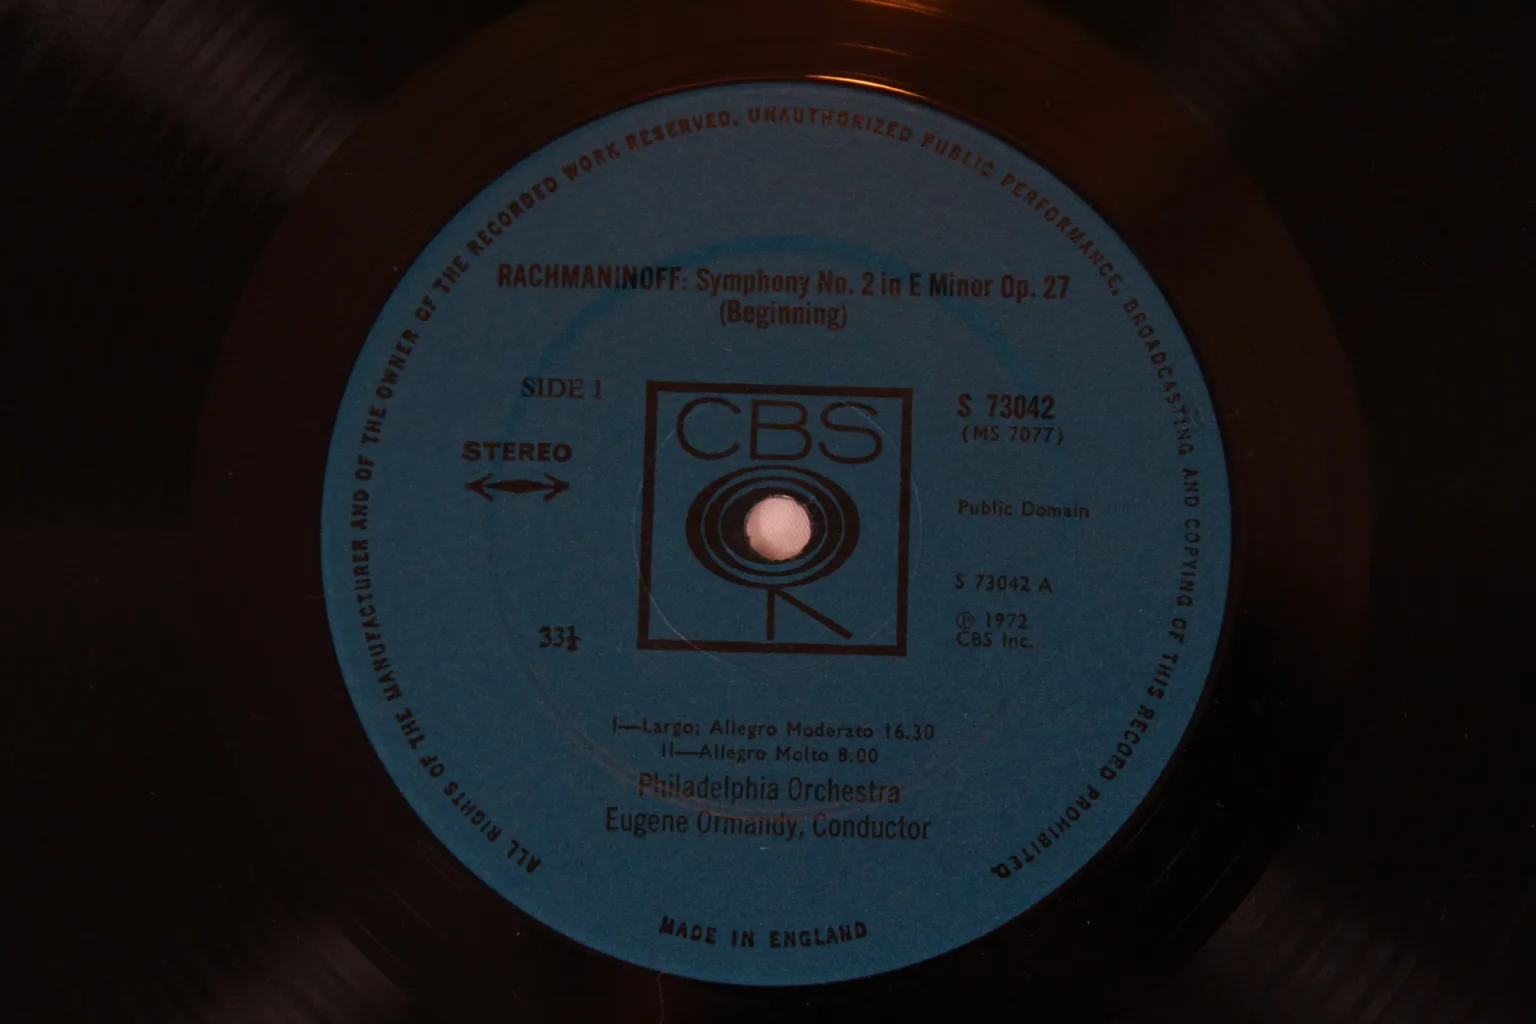 ALL RIGHTS OF THE MANUFACTURER AND OF THE OWNER OF THE RECORDED WORK RESERVED. UNAUTHORIZED PUBLIC PERFORMANCE, BROADCASTING AND COPYING OF THIS RECORD PROHIBITED.
RACHMANINOFF: Symphony No. 2 in E Minor Op. 27
(Beginning)
SIDE 1
STEREO
33⅓
CBS
S 73042
(MS 7077)
Public Domain
S 73042 A
℗ 1972
CBS Inc.
I—Largo; Allegro Moderato 16.30
II—Allegro Molto 8.00
Philadelphia Orchestra
Eugene Ormandy, Conductor
MADE IN ENGLAND